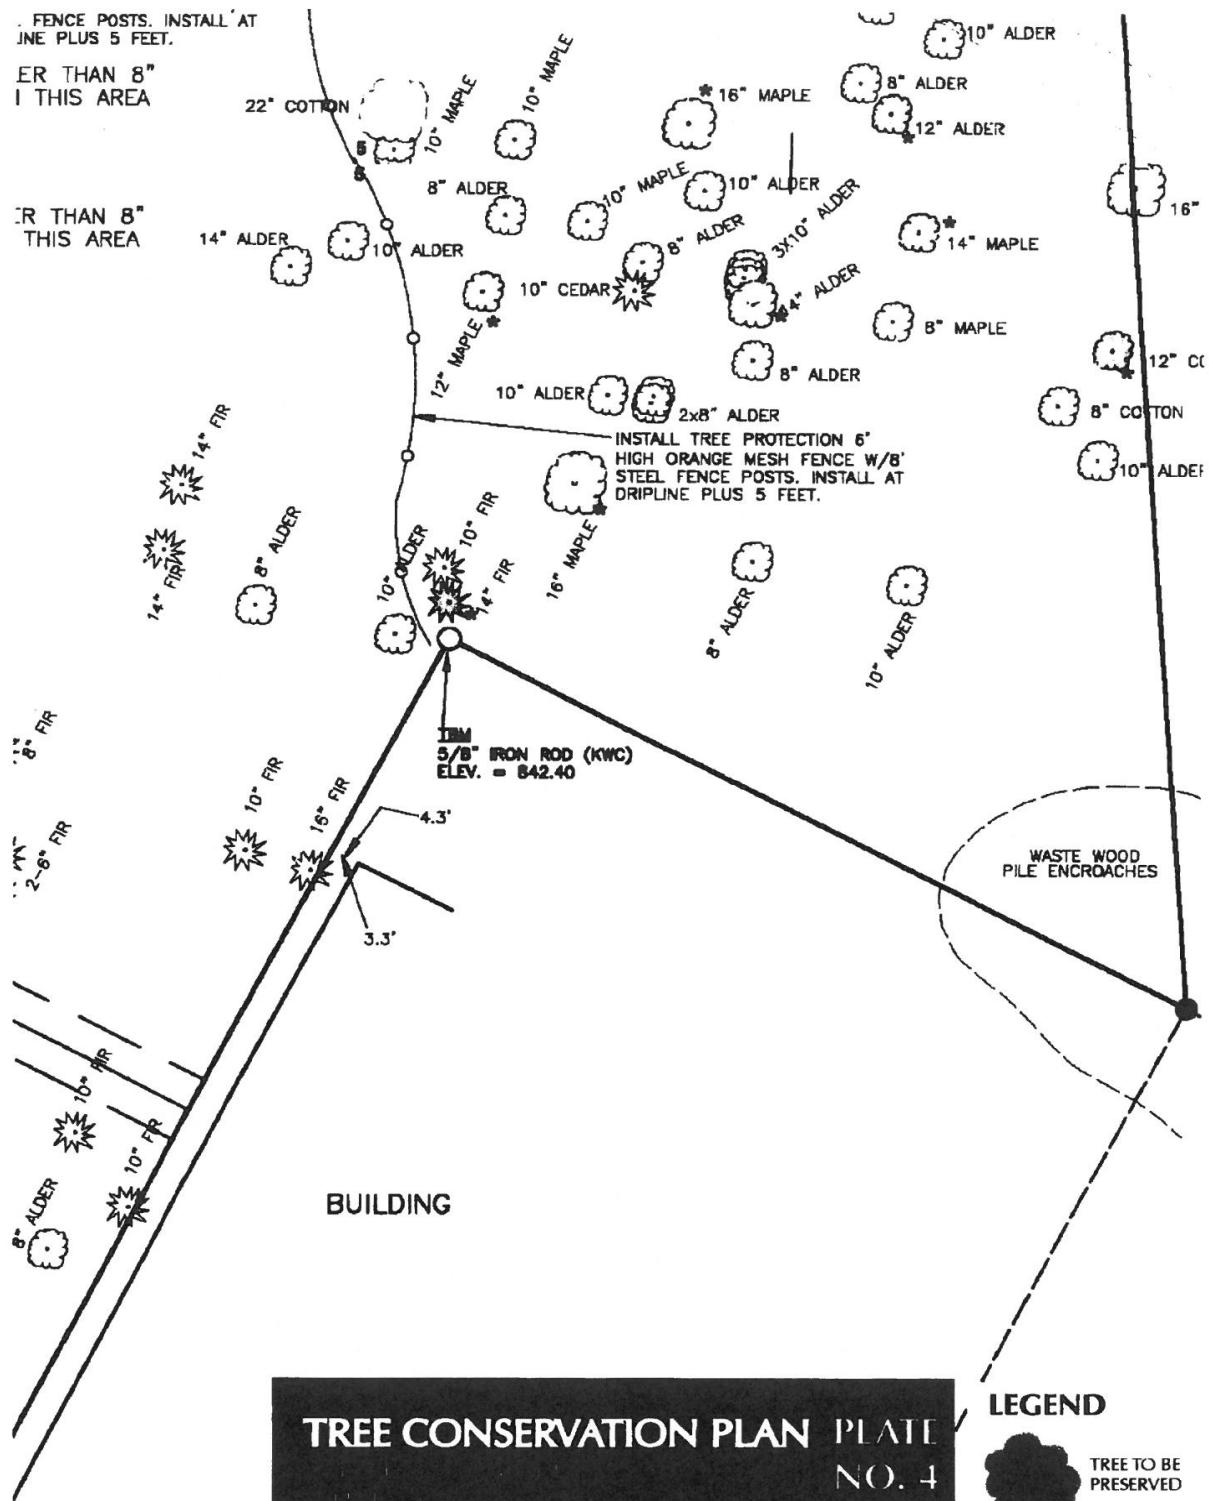 . FENCE POSTS. INSTALL AT
INE PLUS 5 FEET.
ER THAN 8"
I THIS AREA
22" COTTON
10" MAPLE
10" MAPLE
16" MAPLE
10" ALDER
8" ALDER
12" ALDER
8" ALDER
10" MAPLE
10" ALDER
16"
ER THAN 8"
THIS AREA
14" ALDER
10" ALDER
8" ALDER
3X10" ALDER
14" MAPLE
10" CEDAR
14" ALDER
12" MAPLE
8" MAPLE
8" ALDER
12" CO
10" ALDER
2x8" ALDER
8" COTTON
10" ALDER
INSTALL TREE PROTECTION 6'
HIGH ORANGE MESH FENCE W/8'
STEEL FENCE POSTS. INSTALL AT
DRIPLINE PLUS 5 FEET.
14" FIR
14" FIR
8" ALDER
10" ALDER
10" FIR
14" FIR
16" MAPLE
8" ALDER
10" ALDER
TBM
5/8" IRON ROD (KWC)
ELEV. = 842.40
8" FIR
10" FIR
16" FIR
4.3'
2-6" FIR
3.3'
WASTE WOOD
PILE ENCROACHES
10" FIR
10" FIR
8" ALDER
BUILDING
TREE CONSERVATION PLAN PLATE
NO. 4
LEGEND
TREE TO BE
PRESERVED